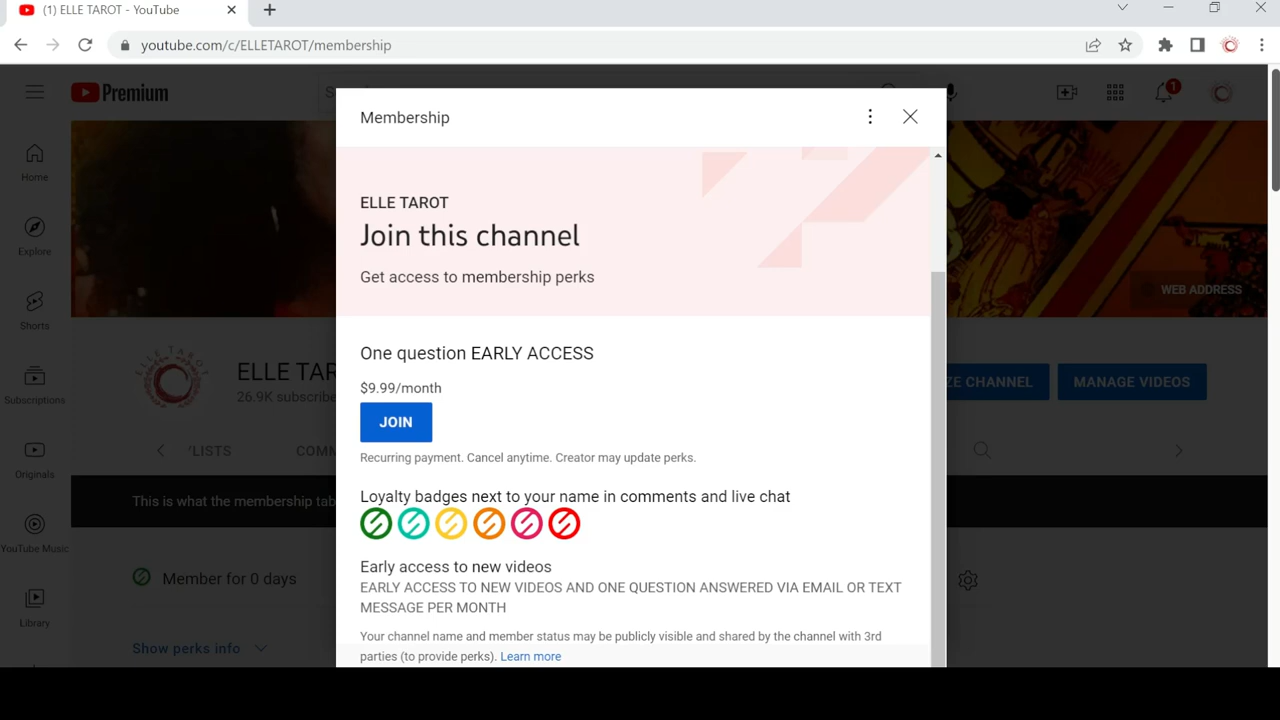 (1) ELLE TAROT - YouTube
youtube.com/c/ELLETAROT/membership
Premium
S
1
Membership
Home
ELLE TAROT
Join this channel
Explore
Get access to membership perks
WEB ADDRESS
Shorts
One question EARLY ACCESS
ELLE TAROT
ELLE TAR
ZE CHANNEL
MANAGE VIDEOS
$9.99/month
26.9K subscribe
Subscriptions
JOIN
YLISTS
COMM
Recurring payment. Cancel anytime. Creator may update perks.
Originals
Loyalty badges next to your name in comments and live chat
This is what the membership tab
YouTube Music
Early access to new videos
Member for 0 days
EARLY ACCESS TO NEW VIDEOS AND ONE QUESTION ANSWERED VIA EMAIL OR TEXT
MESSAGE PER MONTH
Library
Your channel name and member status may be publicly visible and shared by the channel with 3rd
Show perks info
parties (to provide perks). Learn more